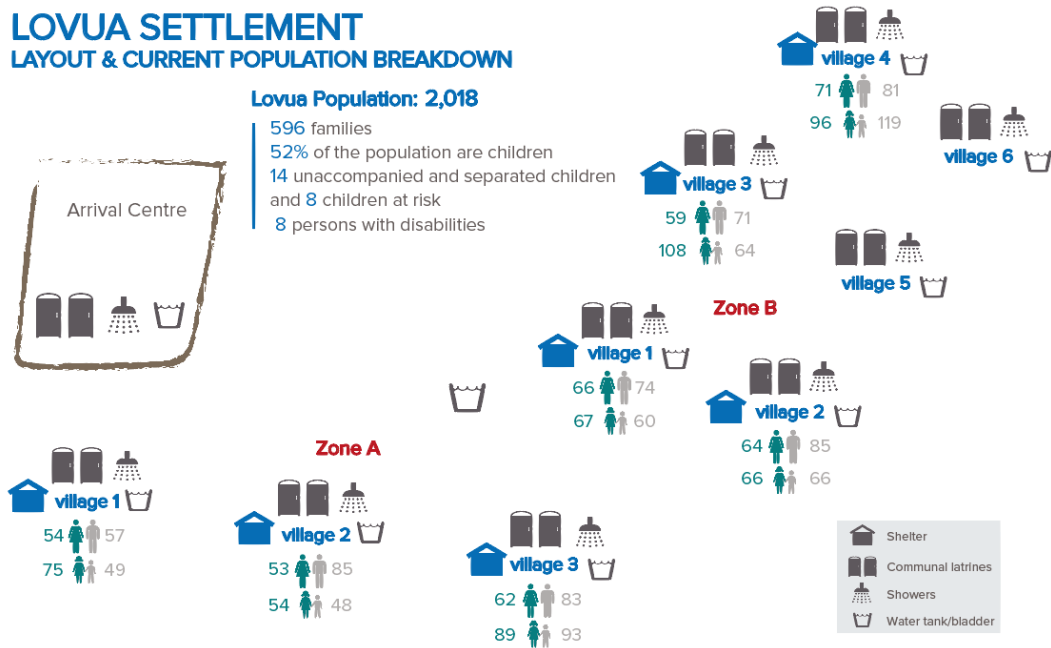 LOVUA SETTLEMENT
LAYOUT & CURRENT POPULATION BREAKDOWN
Lovua Population: 2,018
596 families
52% of the population are children
14 unaccompanied and separated children
and 8 children at risk
8 persons with disabilities
Arrival Centre
village 4
71 81
96 119
village 6
village 3
59 71
108 64
village 5
Zone B
village 1
66 74
67 60
village 2
64 85
66 66
Zone A
village 1
54 57
75 49
village 2
53 85
54 48
village 3
62 83
89 93
Shelter
Communal latrines
Showers
Water tank/bladder